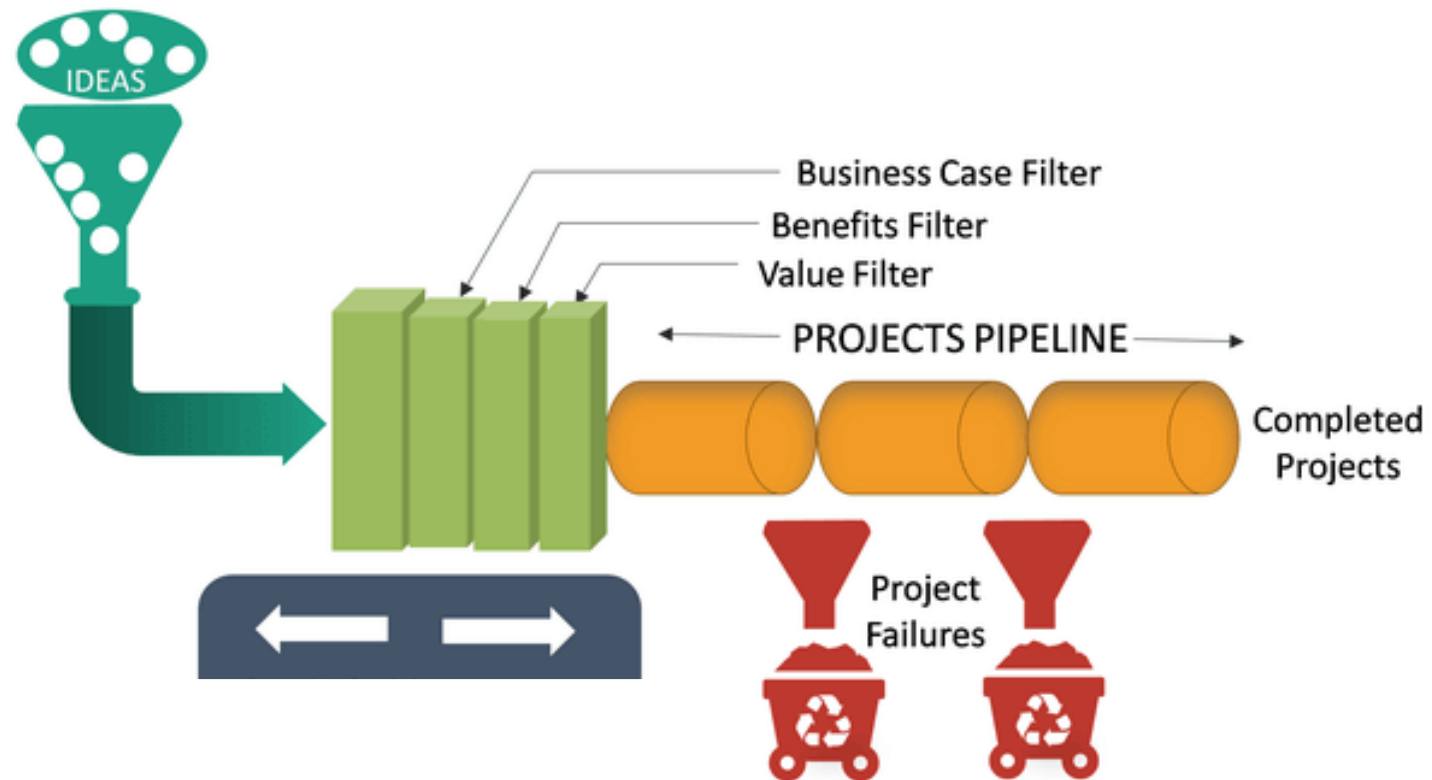 IDEAS
Business Case Filter
Benefits Filter
Value Filter
PROJECTS PIPELINE
Completed
Projects
Project
Failures